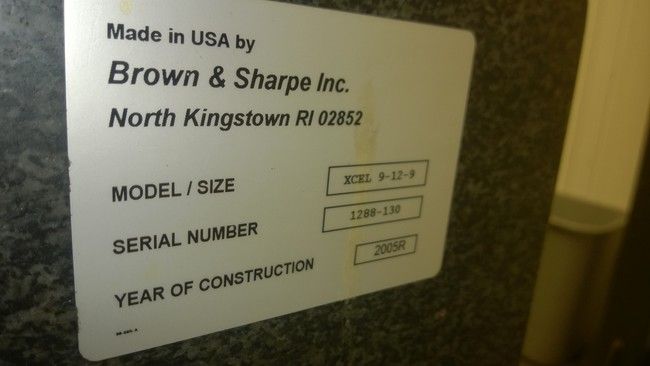 Made in USA by
Brown & Sharpe Inc.
North Kingstown RI 02852
MODEL / SIZE XCEL 9-12-9
SERIAL NUMBER 1288-130
YEAR OF CONSTRUCTION 2005R